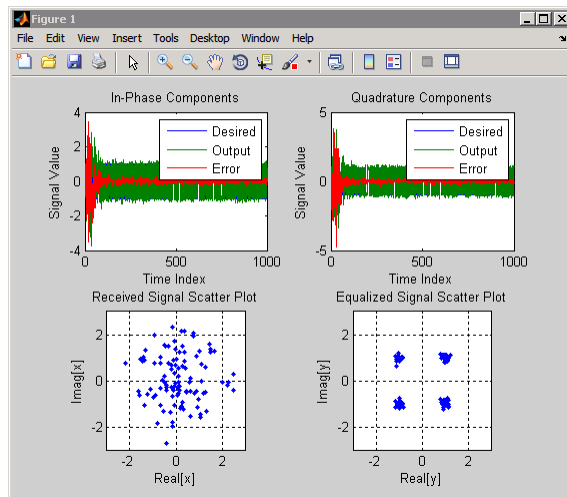 Figure 1
File Edit View Insert Tools Desktop Window Help
In-Phase Components
Signal Value
4
2
0
-2
-4
Desired
Output
Error
0 500 1000
Time Index
Quadrature Components
Signal Value
5
0
-5
Desired
Output
Error
0 500 1000
Time Index
Received Signal Scatter Plot
Imag[x]
2
0
-2
-2 0 2
Real[x]
Equalized Signal Scatter Plot
Imag[y]
2
0
-2
-2 0 2
Real[y]